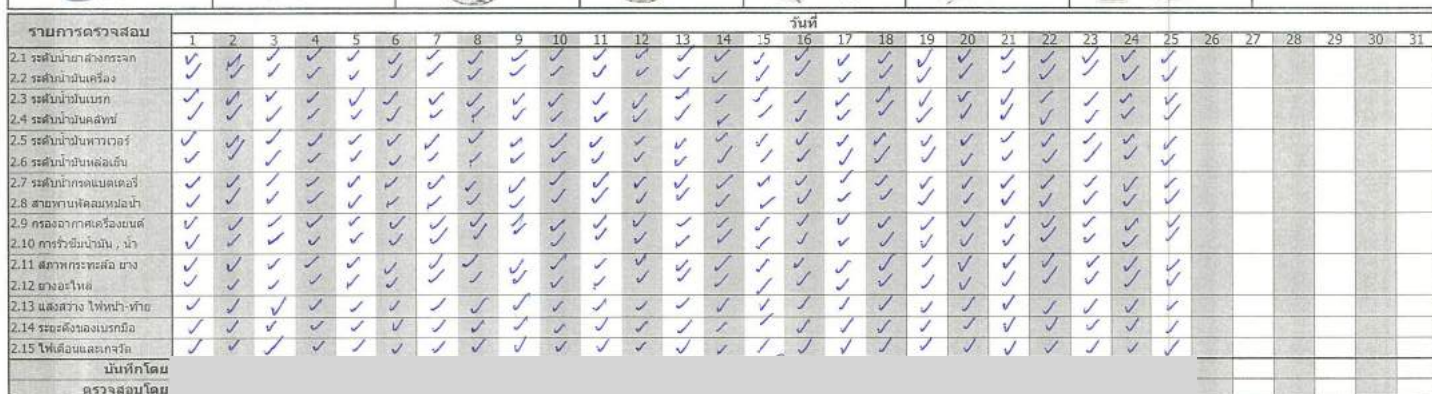 รายการตรวจสอบ วันที่
1 2 3 4 5 6 7 8 9 10 11 12 13 14 15 16 17 18 19 20 21 22 23 24 25 26 27 28 29 30 31
2.1 ระดับน้ำยาล้างกระจก ✓ ✓ ✓ ✓ ✓ ✓ ✓ ✓ ✓ ✓ ✓ ✓ ✓ ✓ ✓ ✓ ✓ ✓ ✓ ✓ ✓ ✓ ✓ ✓ ✓
2.2 ระดับน้ำมันเครื่อง ✓ ✓ ✓ ✓ ✓ ✓ ✓ ✓ ✓ ✓ ✓ ✓ ✓ ✓ ✓ ✓ ✓ ✓ ✓ ✓ ✓ ✓ ✓ ✓ ✓
2.3 ระดับน้ำมันเบรก ✓ ✓ ✓ ✓ ✓ ✓ ✓ ✓ ✓ ✓ ✓ ✓ ✓ ✓ ✓ ✓ ✓ ✓ ✓ ✓ ✓ ✓ ✓ ✓ ✓
2.4 ระดับน้ำมันคลัทช์ ✓ ✓ ✓ ✓ ✓ ✓ ✓ ✓ ✓ ✓ ✓ ✓ ✓ ✓ ✓ ✓ ✓ ✓ ✓ ✓ ✓ ✓ ✓ ✓ ✓
2.5 ระดับน้ำมันพาวเวอร์ ✓ ✓ ✓ ✓ ✓ ✓ ✓ ✓ ✓ ✓ ✓ ✓ ✓ ✓ ✓ ✓ ✓ ✓ ✓ ✓ ✓ ✓ ✓ ✓ ✓
2.6 ระดับน้ำมันหล่อเย็น ✓ ✓ ✓ ✓ ✓ ✓ ✓ ✓ ✓ ✓ ✓ ✓ ✓ ✓ ✓ ✓ ✓ ✓ ✓ ✓ ✓ ✓ ✓ ✓ ✓
2.7 ระดับน้ำกรดแบตเตอรี่ ✓ ✓ ✓ ✓ ✓ ✓ ✓ ✓ ✓ ✓ ✓ ✓ ✓ ✓ ✓ ✓ ✓ ✓ ✓ ✓ ✓ ✓ ✓ ✓ ✓
2.8 สายพานพัดลมหม้อน้ำ ✓ ✓ ✓ ✓ ✓ ✓ ✓ ✓ ✓ ✓ ✓ ✓ ✓ ✓ ✓ ✓ ✓ ✓ ✓ ✓ ✓ ✓ ✓ ✓ ✓
2.9 กรองอากาศเครื่องยนต์ ✓ ✓ ✓ ✓ ✓ ✓ ✓ ✓ ✓ ✓ ✓ ✓ ✓ ✓ ✓ ✓ ✓ ✓ ✓ ✓ ✓ ✓ ✓ ✓ ✓
2.10 การรั่วซึมน้ำมัน , น้ำ ✓ ✓ ✓ ✓ ✓ ✓ ✓ ✓ ✓ ✓ ✓ ✓ ✓ ✓ ✓ ✓ ✓ ✓ ✓ ✓ ✓ ✓ ✓ ✓ ✓
2.11 สภาพกระทะล้อ ยาง ✓ ✓ ✓ ✓ ✓ ✓ ✓ ✓ ✓ ✓ ✓ ✓ ✓ ✓ ✓ ✓ ✓ ✓ ✓ ✓ ✓ ✓ ✓ ✓ ✓
2.12 ยางอะไหล่ ✓ ✓ ✓ ✓ ✓ ✓ ✓ ✓ ✓ ✓ ✓ ✓ ✓ ✓ ✓ ✓ ✓ ✓ ✓ ✓ ✓ ✓ ✓ ✓ ✓
2.13 แสงสว่าง ไฟหน้า-ท้าย ✓ ✓ ✓ ✓ ✓ ✓ ✓ ✓ ✓ ✓ ✓ ✓ ✓ ✓ ✓ ✓ ✓ ✓ ✓ ✓ ✓ ✓ ✓ ✓ ✓
2.14 ระยะดึงของเบรกมือ ✓ ✓ ✓ ✓ ✓ ✓ ✓ ✓ ✓ ✓ ✓ ✓ ✓ ✓ ✓ ✓ ✓ ✓ ✓ ✓ ✓ ✓ ✓ ✓ ✓
2.15 ไฟเตือนและเกจวัด ✓ ✓ ✓ ✓ ✓ ✓ ✓ ✓ ✓ ✓ ✓ ✓ ✓ ✓ ✓ ✓ ✓ ✓ ✓ ✓ ✓ ✓ ✓ ✓ ✓
บันทึกโดย
ตรวจสอบโดย